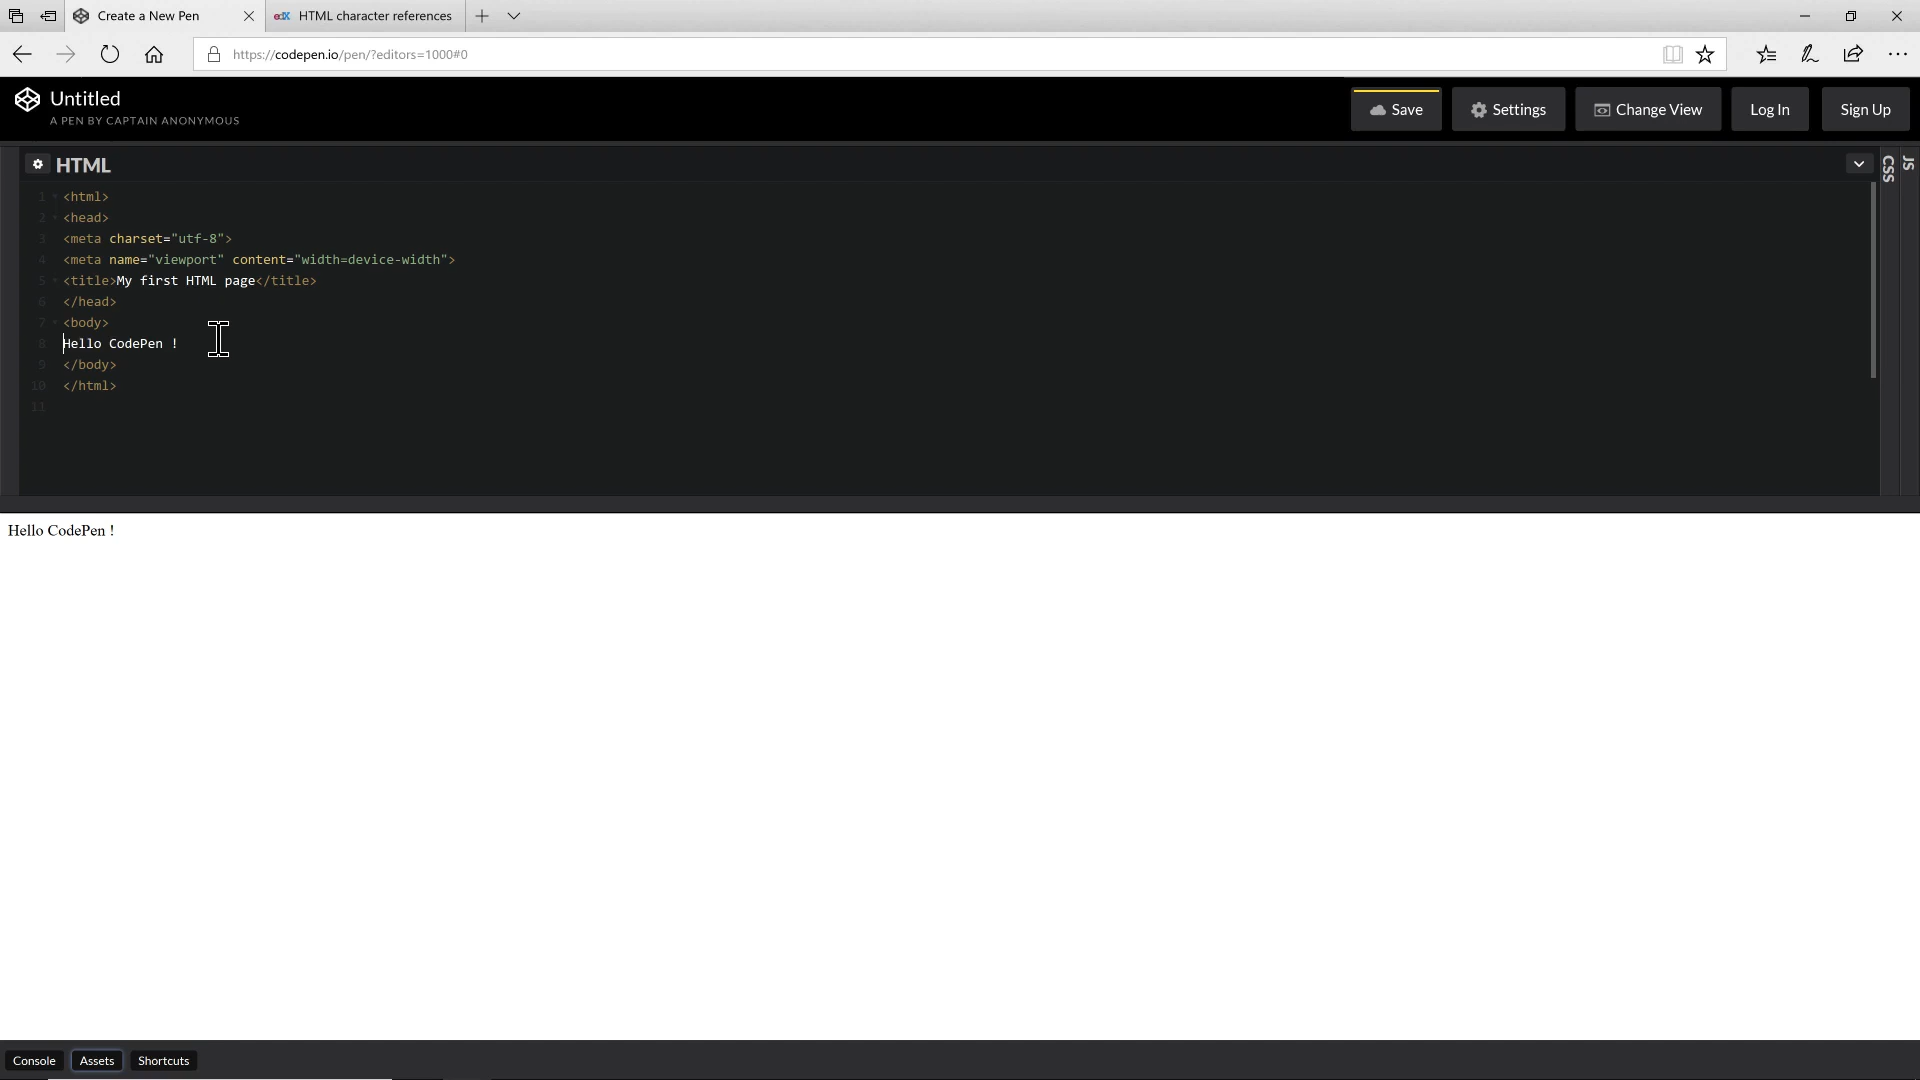 Create a New Pen
HTML character references
https://codepen.io/pen/?editors=1000#0
Untitled
A PEN BY CAPTAIN ANONYMOUS
Save
Settings
Change View
Log In
Sign Up
HTML
CSS
JS
1 <html>
2 <head>
3 <meta charset="utf-8">
4 <meta name="viewport" content="width=device-width">
5 <title>My first HTML page</title>
6 </head>
7 <body>
8 Hello CodePen !
9 </body>
10 </html>
11
Hello CodePen !
Console
Assets
Shortcuts